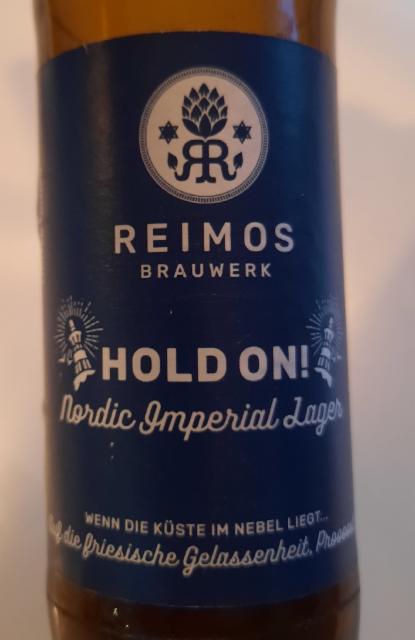 REIMOS
BRAUWERK
HOLD ON!
Nordic Imperial Lager
WENN DIE KÜSTE IM NEBEL LIEGT...
die friesische Gelassenheit,